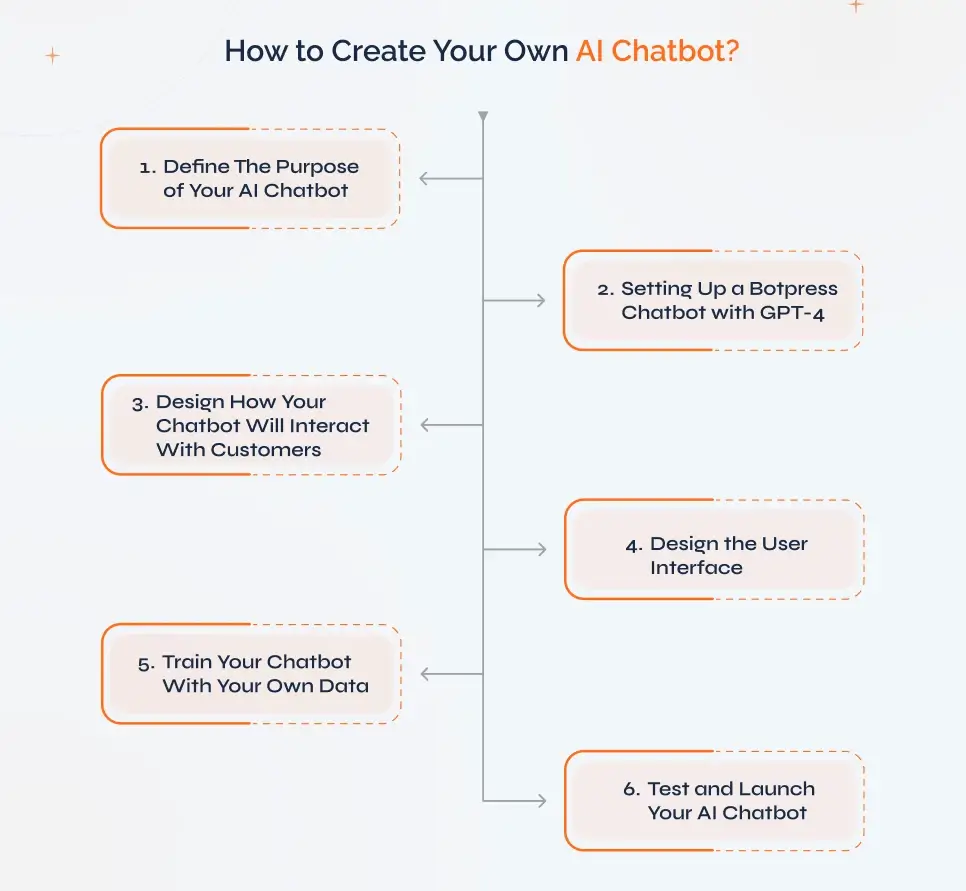 How to Create Your Own AI Chatbot?
1. Define The Purpose
of Your AI Chatbot
2. Setting Up a Botpress
Chatbot with GPT-4
3. Design How Your
Chatbot Will Interact
With Customers
4. Design the User
Interface
5. Train Your Chatbot
With Your Own Data
6. Test and Launch
Your AI Chatbot